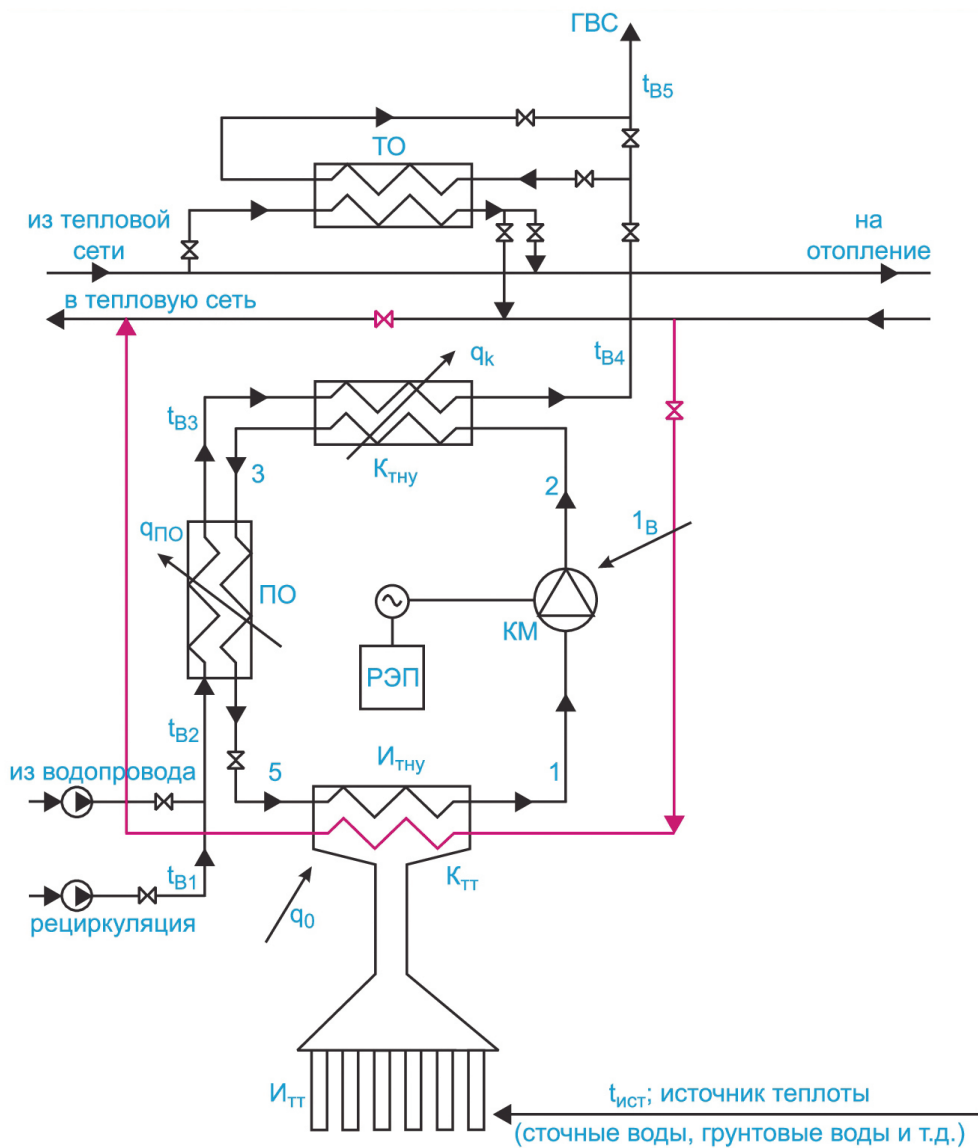 ГВС
tВ5
ТО
из тепловой
сети
на
отопление
в тепловую сеть
qk
tВ4
tВ3
3
Ктну
2
1В
qПО
ПО
КМ
РЭП
tВ2
Итну
из водопровода
5
1
tВ1
Ктт
рециркуляция
q0
Итт
tист; источник теплоты
(сточные воды, грунтовые воды и т.д.)